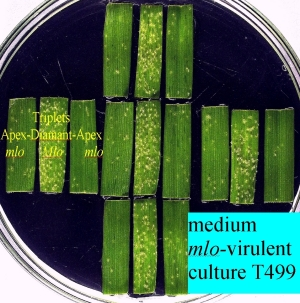 Triplets
Apex-Diamant-Apex
mlo Mlo mlo
medium
mlo-virulent
culture T499